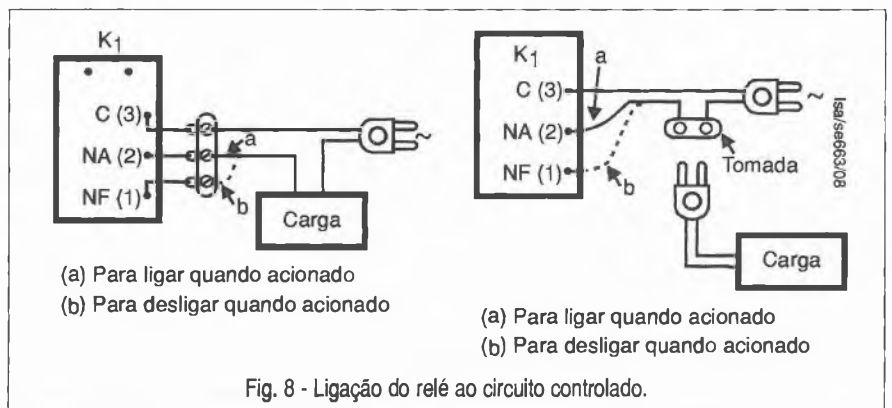 K1
C (3)
NA (2)
NF (1)
a
b
~
Carga
(a) Para ligar quando acionado
(b) Para desligar quando acionado
K1
a
C (3)
NA (2)
NF (1)
b
~
Tomada
Carga
Isa/se663/08
(a) Para ligar quando acionado
(b) Para desligar quando acionado
Fig. 8 - Ligação do relé ao circuito controlado.